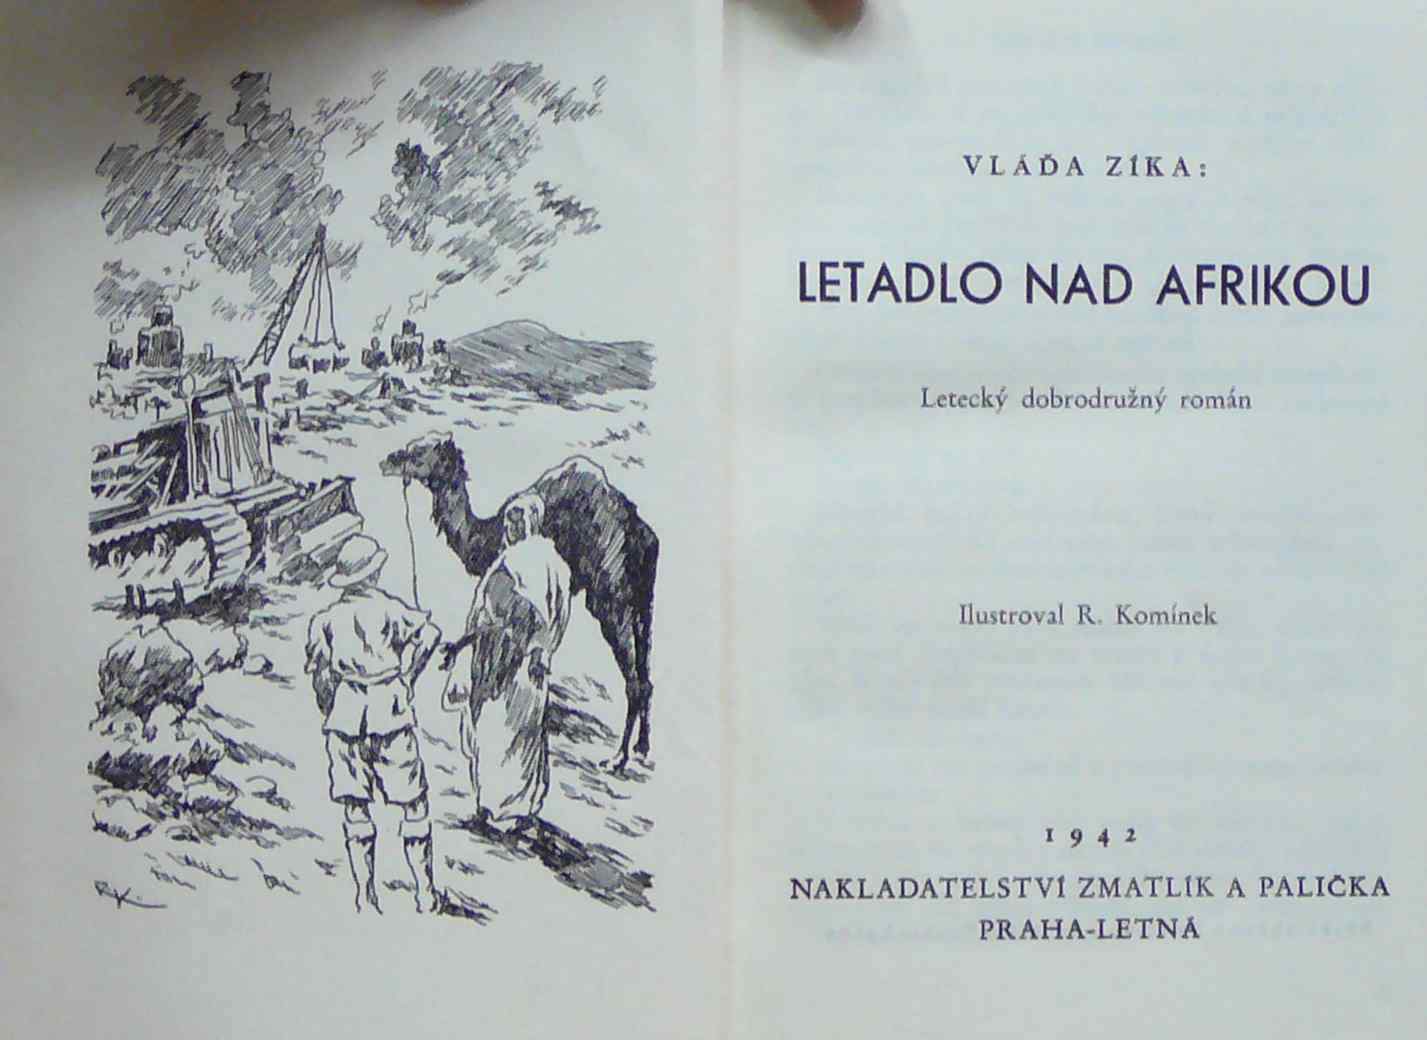 R.K.
VLÁĎA ZÍKA:
LETADLO NAD AFRIKOU
Letecký dobrodružný román
Ilustroval R. Komínek
1942
NAKLADATELSTVÍ ZMATLÍK A PALIČKA
PRAHA-LETNÁ